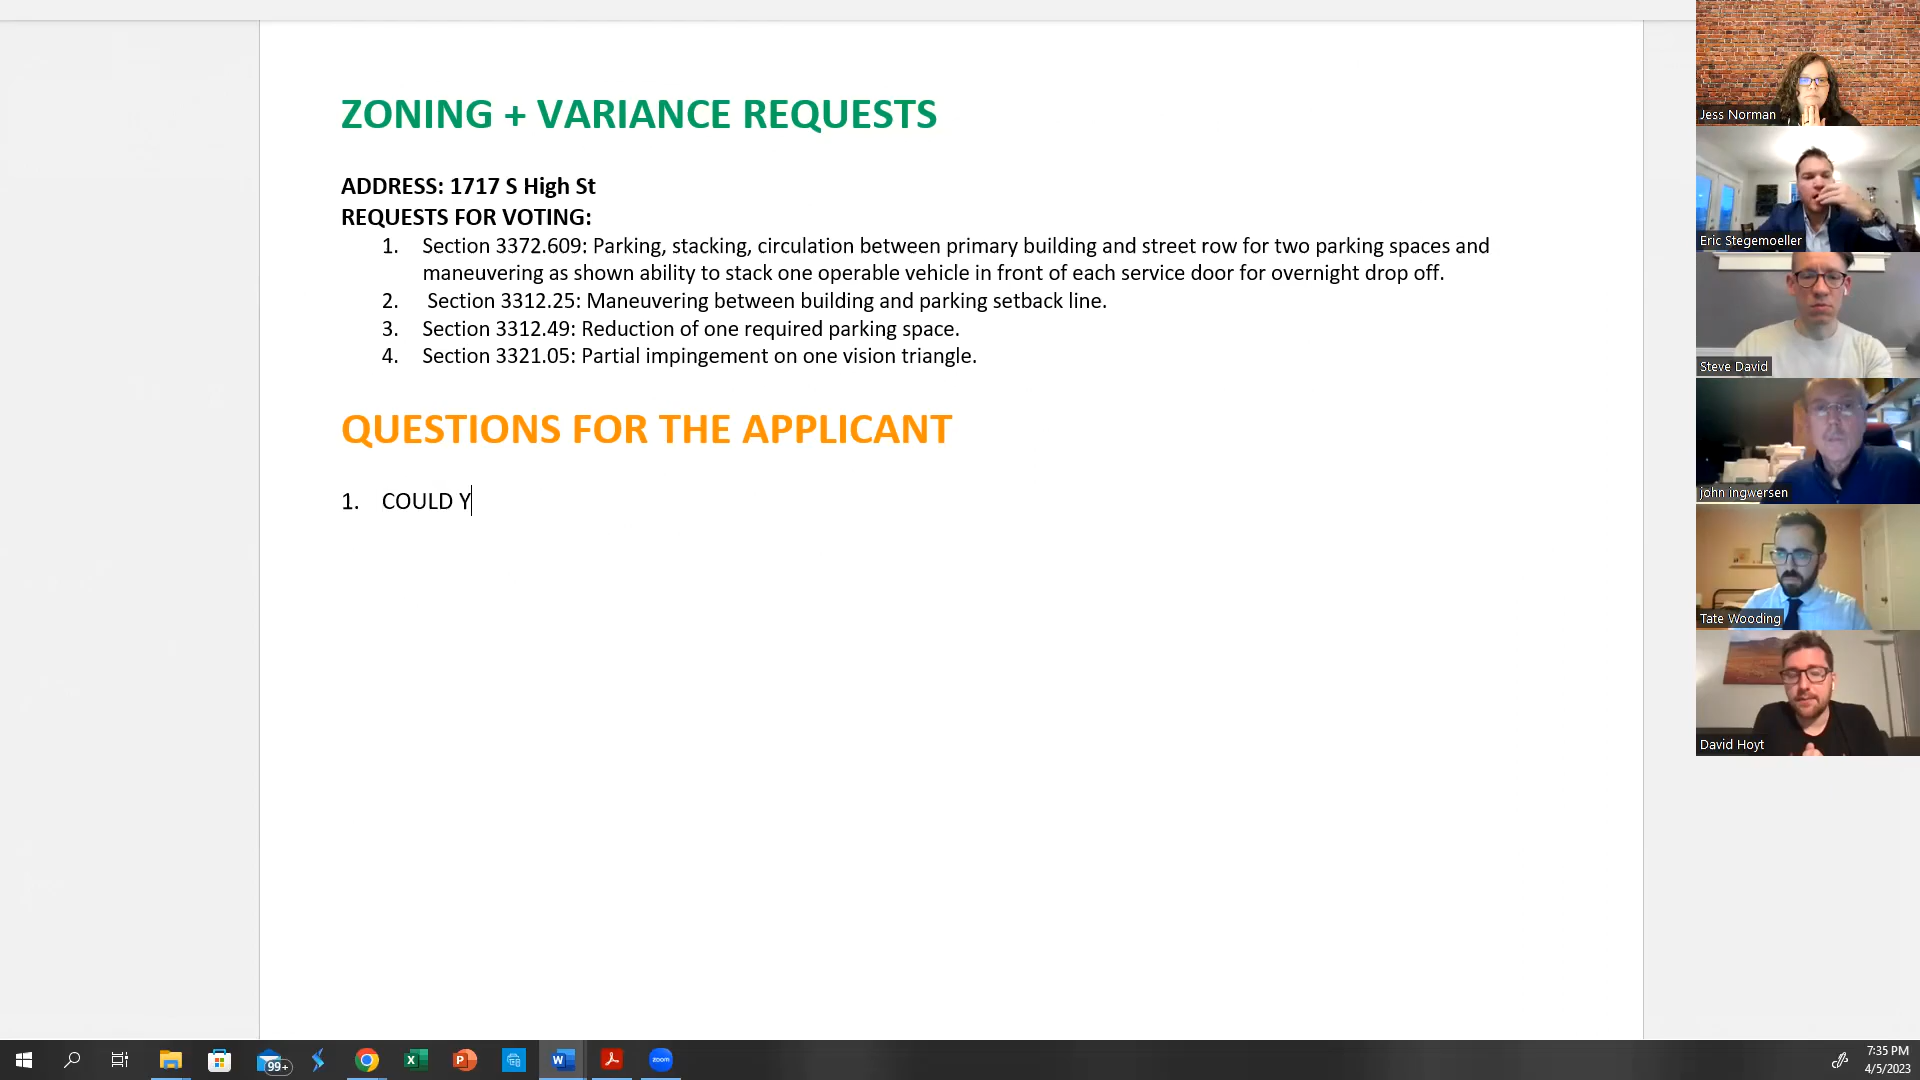 ZONING + VARIANCE REQUESTS
ADDRESS: 1717 S High St
REQUESTS FOR VOTING:
1. Section 3372.609: Parking, stacking, circulation between primary building and street row for two parking spaces and
maneuvering as shown ability to stack one operable vehicle in front of each service door for overnight drop off.
2. Section 3312.25: Maneuvering between building and parking setback line.
3. Section 3312.49: Reduction of one required parking space.
4. Section 3321.05: Partial impingement on one vision triangle.
QUESTIONS FOR THE APPLICANT
1. COULD Y
Jess Norman
Eric Stegemoeller
Steve David
john ingwersen
Tate Wooding
David Hoyt
99+
zoom
7:35 PM
4/5/2023